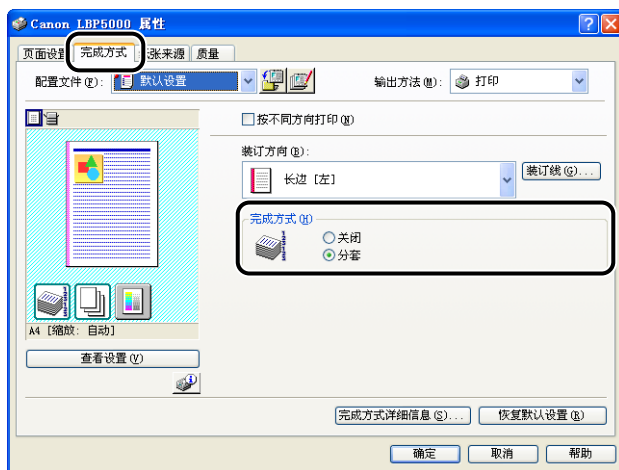 Canon LBP5000 属性
页面设置 完成方式 纸张来源 质量
配置文件(F): 默认设置 输出方法(M): 打印
按不同方向打印(N)
装订方向(B):
长边 [左] 装订线(G)...
完成方式(H)
关闭
分套
A4 [缩放: 自动]
查看设置(V)
完成方式详细信息(S)... 恢复默认设置(R)
确定 取消 帮助